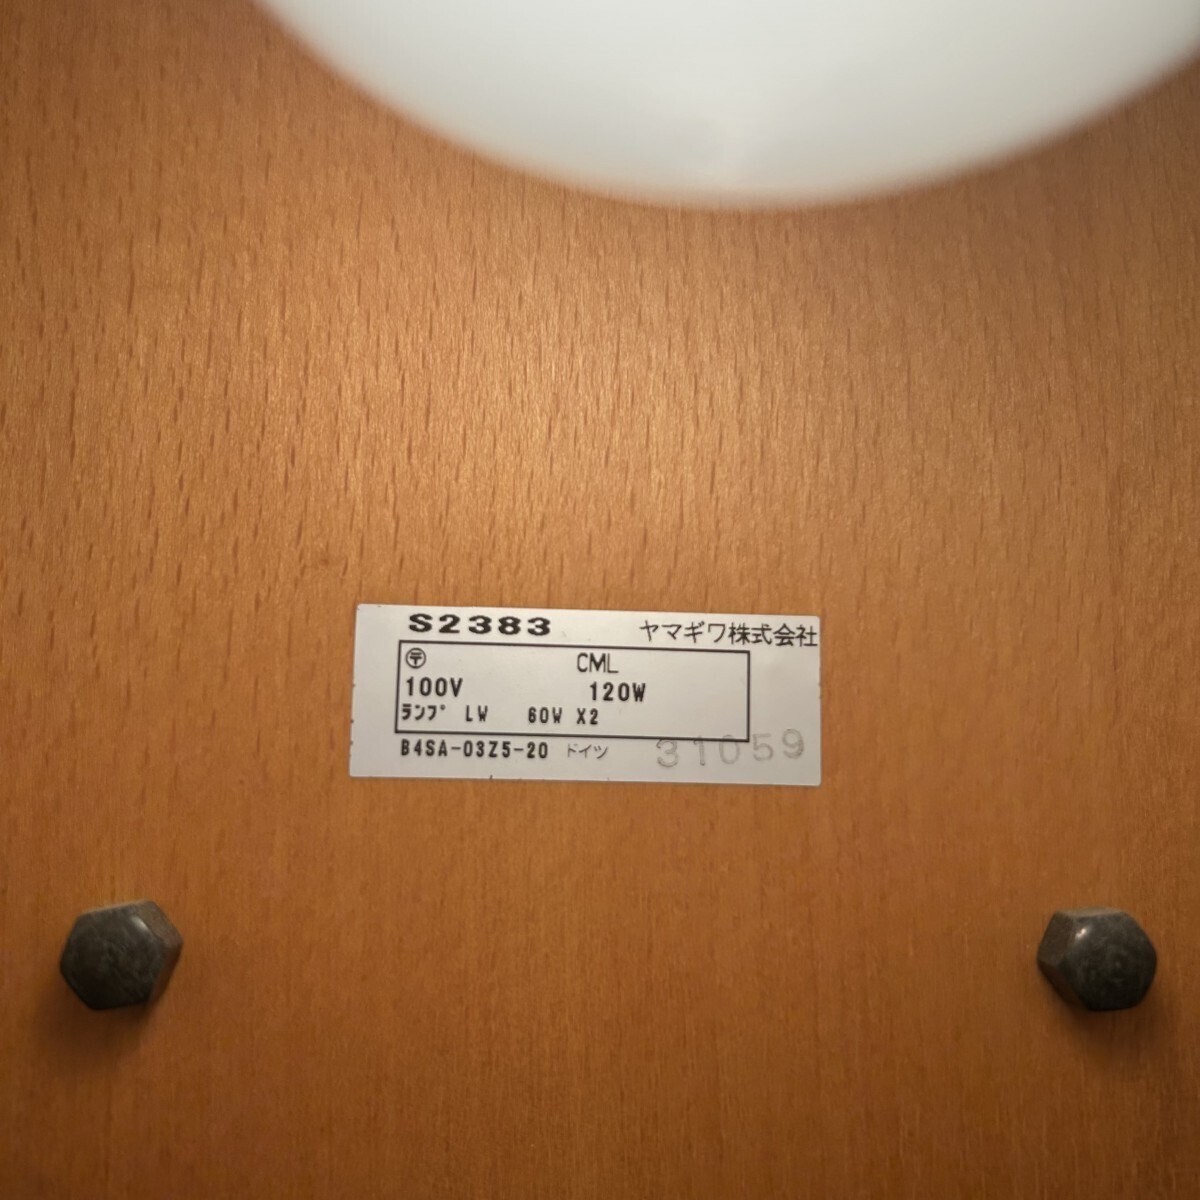 S2383 ヤマギワ株式会社
〒 CML
100V 120W
ﾗﾝﾌﾟ LW 60W X2
B4SA-03Z5-20 ドイツ 31059